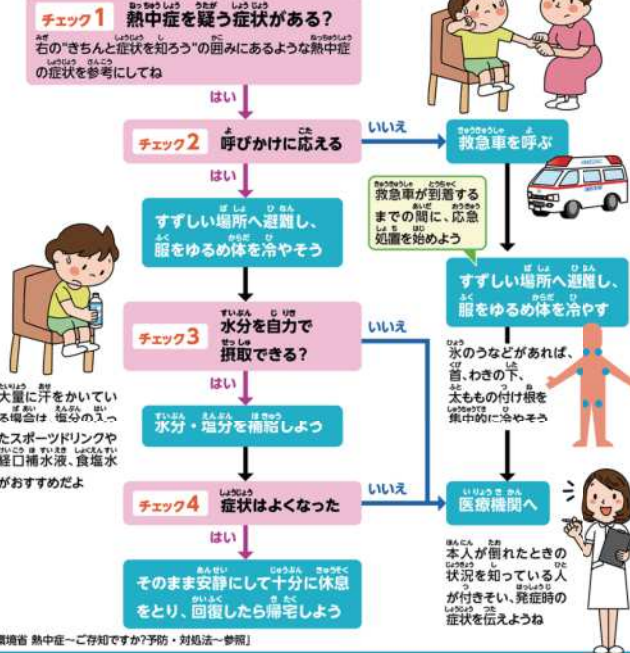 チェック1 熱中症を疑う症状がある?
右の“きちんと症状を知ろう”の囲みにあるような熱中症
の症状を参考にしてね
はい
チェック2 呼びかけに応える
いいえ
救急車を呼ぶ
はい
救急車が到着する
までの間に、応急
処置を始めよう
すずしい場所へ避難し、
服をゆるめ体を冷やそう
すずしい場所へ避難し、
服をゆるめ体を冷やす
チェック3 水分を自力で
摂取できる?
いいえ
氷のうなどがあれば、
首、わきの下、
太ももの付け根を
集中的に冷やそう
はい
大量に汗をかいてい
る場合は、塩分の入っ
たスポーツドリンクや
経口補水液、食塩水
がおすすめだよ
水分・塩分を補給しよう
チェック4 症状はよくなった
いいえ
医療機関へ
はい
本人が倒れたときの
状況を知っている人
が付きそい、発症時の
症状を伝えようね
そのまま安静にして十分に休息
をとり、回復したら帰宅しよう
環境省 熱中症~ご存知ですか?予防・対処法~参照」